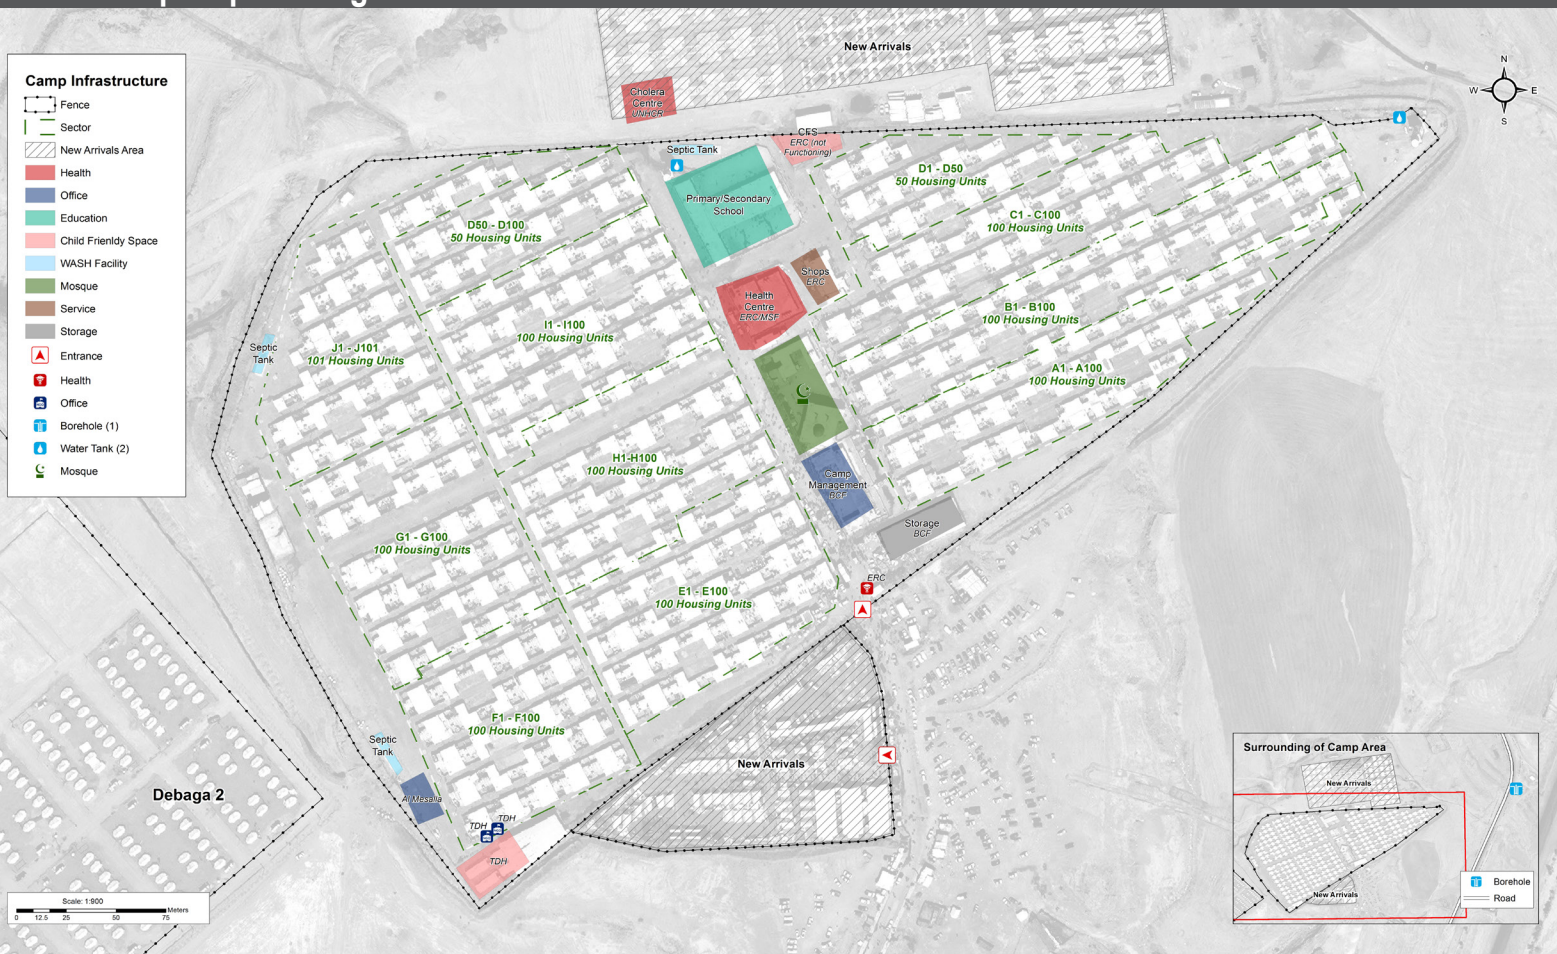 New Arrivals
Camp Infrastructure
Fence
Sector
New Arrivals Area
Health
Office
Education
Child Frienldy Space
WASH Facility
Mosque
Service
Storage
Entrance
Health
Office
Borehole (1)
Water Tank (2)
Mosque
N
W
E
S
Cholera
Centre
UNHCR
CFS
ERC (not
Functioning)
Septic Tank
Primary/Secondary
School
D1 - D50
50 Housing Units
C1 - C100
100 Housing Units
D50 - D100
50 Housing Units
Shops
ERC
Health
Centre
ERC/MSF
B1 - B100
100 Housing Units
I1 - I100
100 Housing Units
Septic
Tank
J1 - J101
101 Housing Units
A1 - A100
100 Housing Units
H1-H100
100 Housing Units
Camp
Management
BCF
Storage
BCF
G1 - G100
100 Housing Units
ERC
E1 - E100
100 Housing Units
F1 - F100
100 Housing Units
Septic
Tank
New Arrivals
Debaga 2
Al Mesalla
TDH
TDH
TDH
Surrounding of Camp Area
New Arrivals
New Arrivals
Borehole
Road
Scale: 1:900
Meters
0 12.5 25 50 75